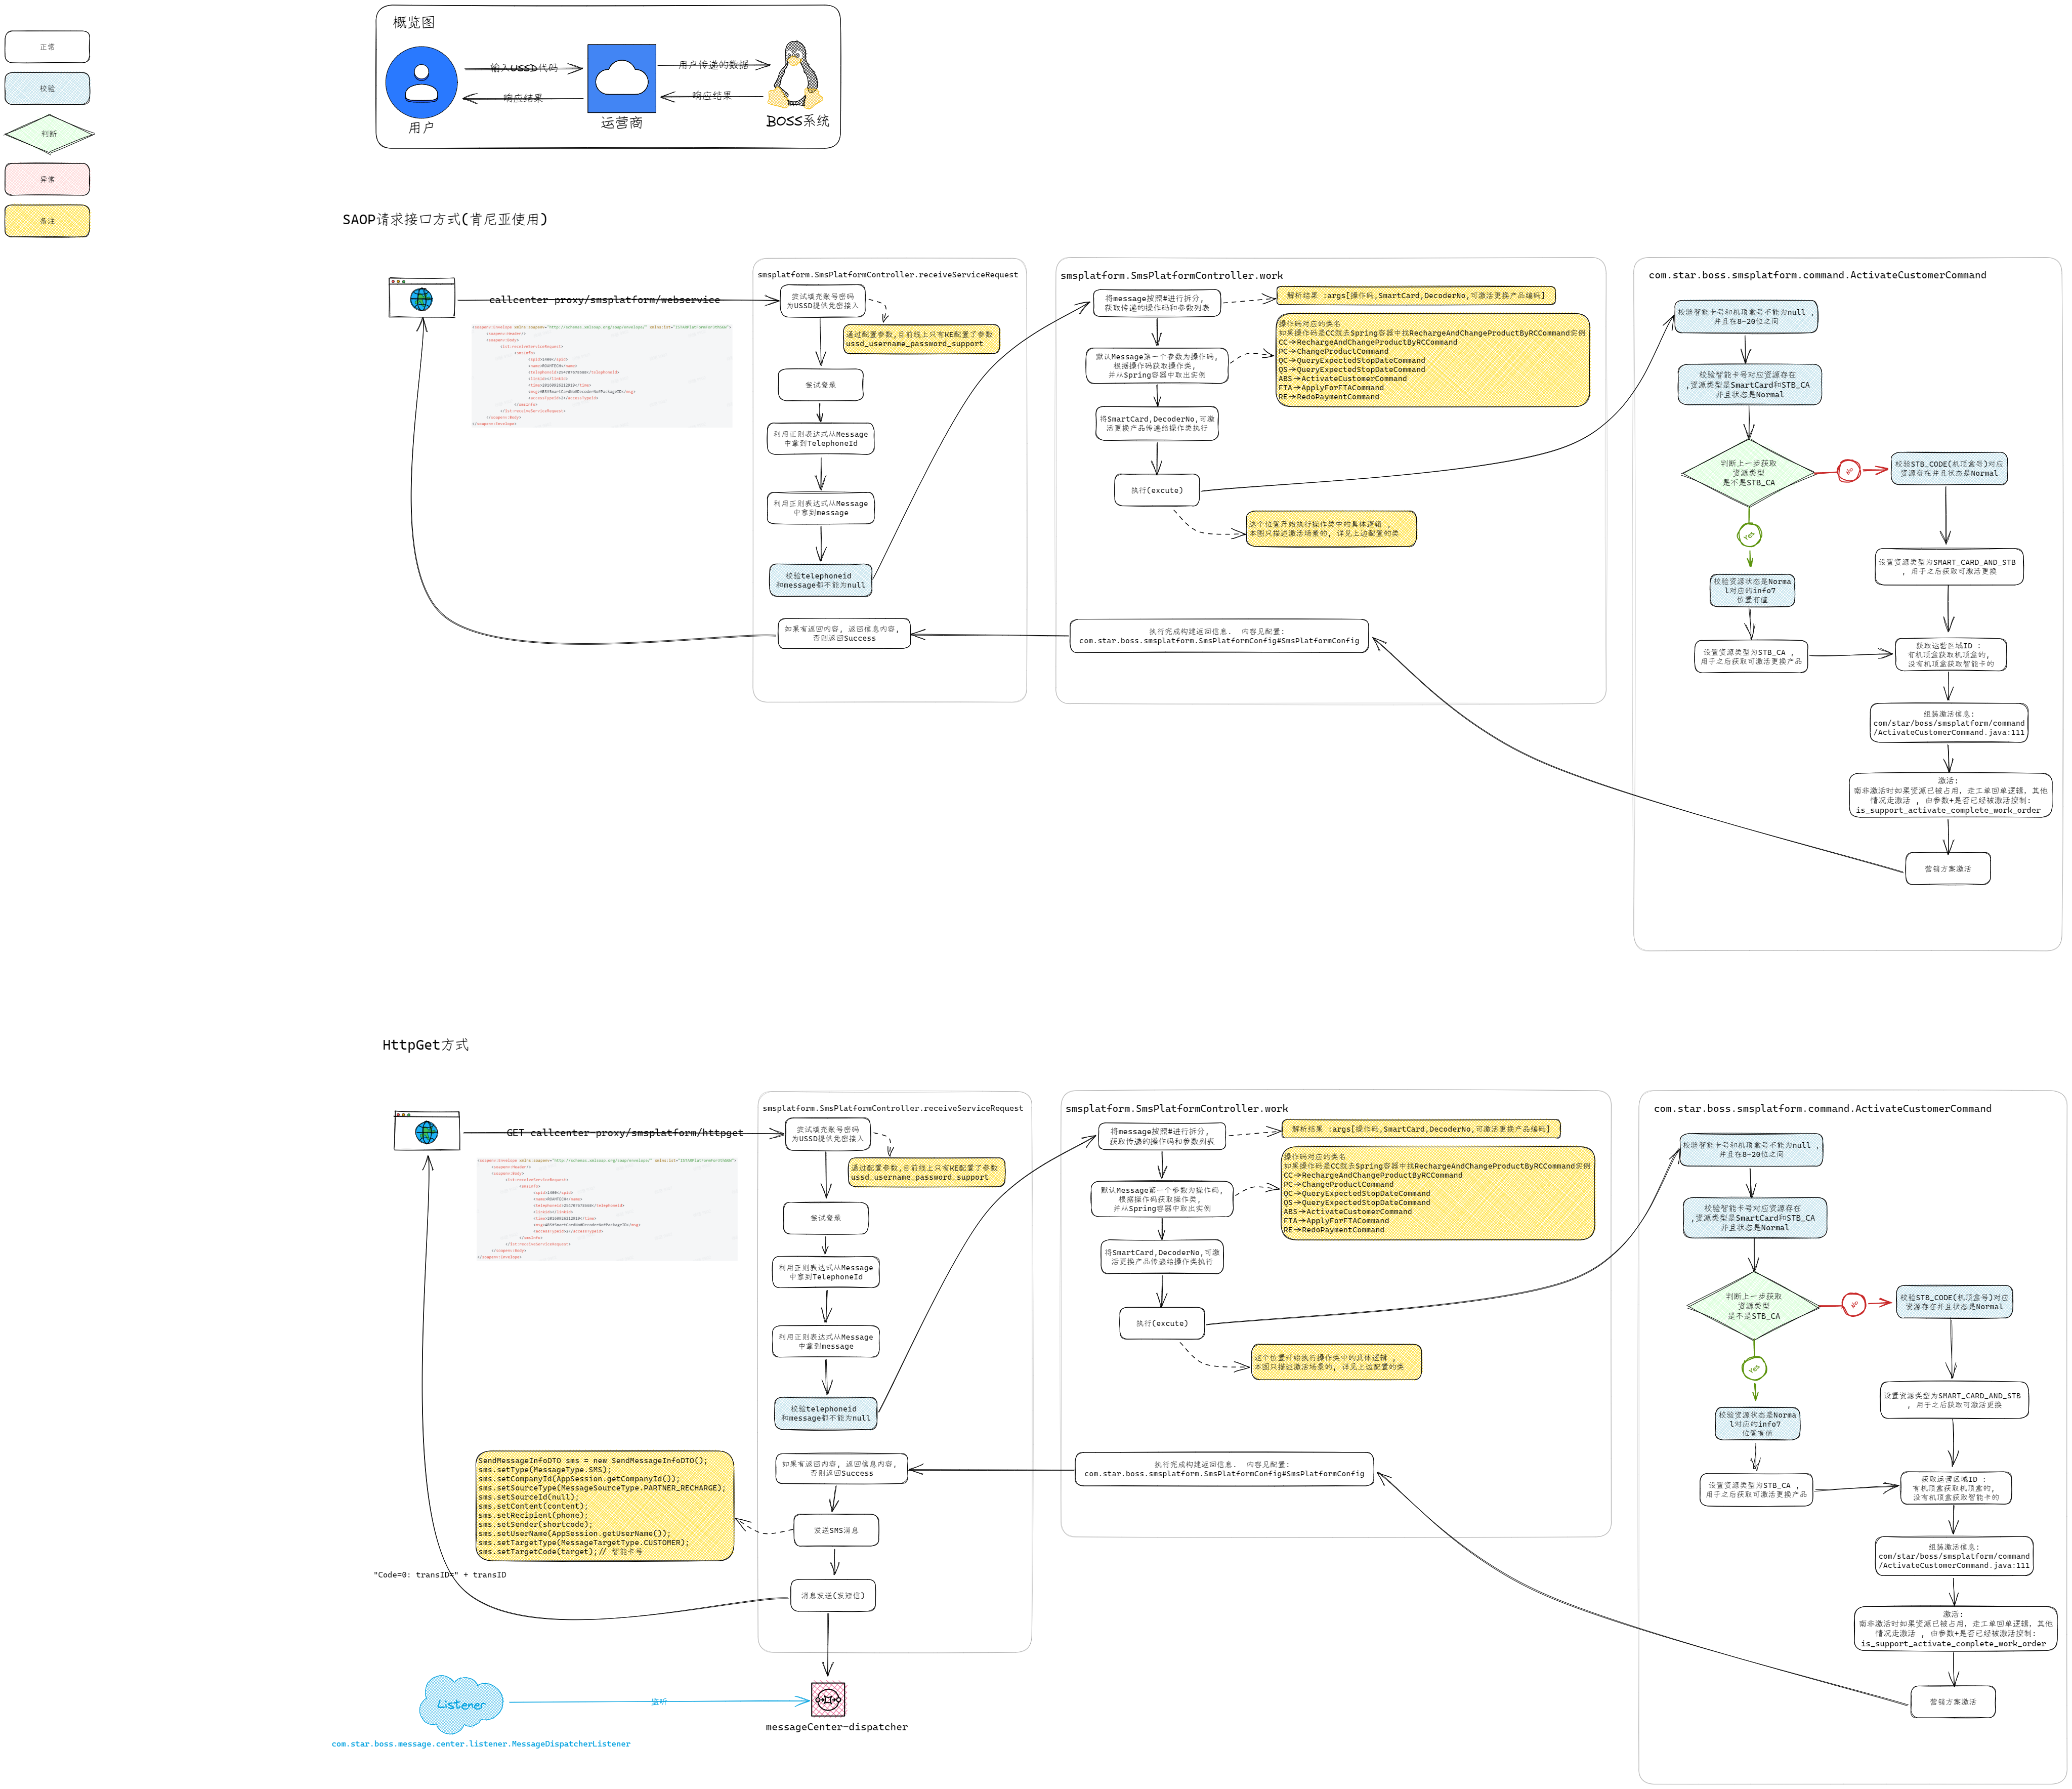 正常
校验
判断
异常
备注
概览图
输入USSD代码
响应结果
用户传递的数据
响应结果
用户
运营商
BOSS系统
SAOP请求接口方式(肯尼亚使用)
callcenter-proxy/smsplatform/webservice
smsplatform.SmsPlatformController.receiveServiceRequest
尝试填充账号密码
为USSD提供免密接入
通过配置参数,目前线上只有KE配置了参数
ussd_username_password_support
尝试登录
利用正则表达式从Message
中拿到TelephoneId
利用正则表达式从Message
中拿到message
校验telephoneid
和message都不能为null
如果有返回内容, 返回信息内容,
否则返回Success
smsplatform.SmsPlatformController.work
将message按照#进行拆分,
获取传递的操作码和参数列表
解析结果 :args[操作码,SmartCard,DecoderNo,可激活更换产品编码]
默认Message第一个参数为操作码,
根据操作码获取操作类,
并从Spring容器中取出实例
操作码对应的类名
如果操作码是CC就去Spring容器中找RechargeAndChangeProductByRCCommand实例
CC->RechargeAndChangeProductByRCCommand
PC->ChangeProductCommand
QC->QueryExpectedStopDateCommand
QS->QueryExpectedStopDateCommand
ABS->ActivateCustomerCommand
FTA->ApplyForFTACommand
RE->RedoPaymentCommand
将SmartCard,DecoderNo,可激
活更换产品传递给操作类执行
执行(excute)
这个位置开始执行操作类中的具体逻辑 ,
本图只描述激活场景的, 详见上边配置的类
执行完成构建返回信息. 内容见配置:
com.star.boss.smsplatform.SmsPlatformConfig#SmsPlatformConfig
com.star.boss.smsplatform.command.ActivateCustomerCommand
校验智能卡号和机顶盒号不能为null ,
并且在8-20位之间
校验智能卡号对应资源存在
,资源类型是SmartCard和STB_CA
并且状态是Normal
判断上一步获取
资源类型
是不是STB_CA
No
校验STB_CODE(机顶盒号)对应
资源存在并且状态是Normal
Yes
校验资源状态是Norma
l对应的info7
位置有值
设置资源类型为SMART_CARD_AND_STB
, 用于之后获取可激活更换
设置资源类型为STB_CA ,
用于之后获取可激活更换产品
获取运营区域ID :
有机顶盒获取机顶盒的,
没有机顶盒获取智能卡的
组装激活信息:
com/star/boss/smsplatform/command
/ActivateCustomerCommand.java:111
激活:
南非激活时如果资源已被占用, 走工单回单逻辑, 其他
情况走激活 , 由参数+是否已经被激活控制:
is_support_activate_complete_work_order
营销方案激活
HttpGet方式
GET callcenter-proxy/smsplatform/httpget
smsplatform.SmsPlatformController.receiveServiceRequest
尝试填充账号密码
为USSD提供免密接入
通过配置参数,目前线上只有KE配置了参数
ussd_username_password_support
尝试登录
利用正则表达式从Message
中拿到TelephoneId
利用正则表达式从Message
中拿到message
校验telephoneid
和message都不能为null
如果有返回内容, 返回信息内容,
否则返回Success
发送SMS消息
消息发送(发短信)
SendMessageInfoDTO sms = new SendMessageInfoDTO();
sms.setType(MessageType.SMS);
sms.setCompanyId(AppSession.getCompanyId());
sms.setSourceType(MessageSourceType.PARTNER_RECHARGE);
sms.setSourceId(null);
sms.setContent(content);
sms.setRecipient(phone);
sms.setSender(shortcode);
sms.setUserName(AppSession.getUserName());
sms.setTargetType(MessageTargetType.CUSTOMER);
sms.setTargetCode(target);// 智能卡号
"Code=0: transID=" + transID
Listener
监听
messageCenter-dispatcher
com.star.boss.message.center.listener.MessageDispatcherListener
smsplatform.SmsPlatformController.work
将message按照#进行拆分,
获取传递的操作码和参数列表
解析结果 :args[操作码,SmartCard,DecoderNo,可激活更换产品编码]
默认Message第一个参数为操作码,
根据操作码获取操作类,
并从Spring容器中取出实例
操作码对应的类名
如果操作码是CC就去Spring容器中找RechargeAndChangeProductByRCCommand实例
CC->RechargeAndChangeProductByRCCommand
PC->ChangeProductCommand
QC->QueryExpectedStopDateCommand
QS->QueryExpectedStopDateCommand
ABS->ActivateCustomerCommand
FTA->ApplyForFTACommand
RE->RedoPaymentCommand
将SmartCard,DecoderNo,可激
活更换产品传递给操作类执行
执行(excute)
这个位置开始执行操作类中的具体逻辑 ,
本图只描述激活场景的, 详见上边配置的类
执行完成构建返回信息. 内容见配置:
com.star.boss.smsplatform.SmsPlatformConfig#SmsPlatformConfig
com.star.boss.smsplatform.command.ActivateCustomerCommand
校验智能卡号和机顶盒号不能为null ,
并且在8-20位之间
校验智能卡号对应资源存在
,资源类型是SmartCard和STB_CA
并且状态是Normal
判断上一步获取
资源类型
是不是STB_CA
No
校验STB_CODE(机顶盒号)对应
资源存在并且状态是Normal
Yes
校验资源状态是Norma
l对应的info7
位置有值
设置资源类型为SMART_CARD_AND_STB
, 用于之后获取可激活更换
设置资源类型为STB_CA ,
用于之后获取可激活更换产品
获取运营区域ID :
有机顶盒获取机顶盒的,
没有机顶盒获取智能卡的
组装激活信息:
com/star/boss/smsplatform/command
/ActivateCustomerCommand.java:111
激活:
南非激活时如果资源已被占用, 走工单回单逻辑, 其他
情况走激活 , 由参数+是否已经被激活控制:
is_support_activate_complete_work_order
营销方案激活